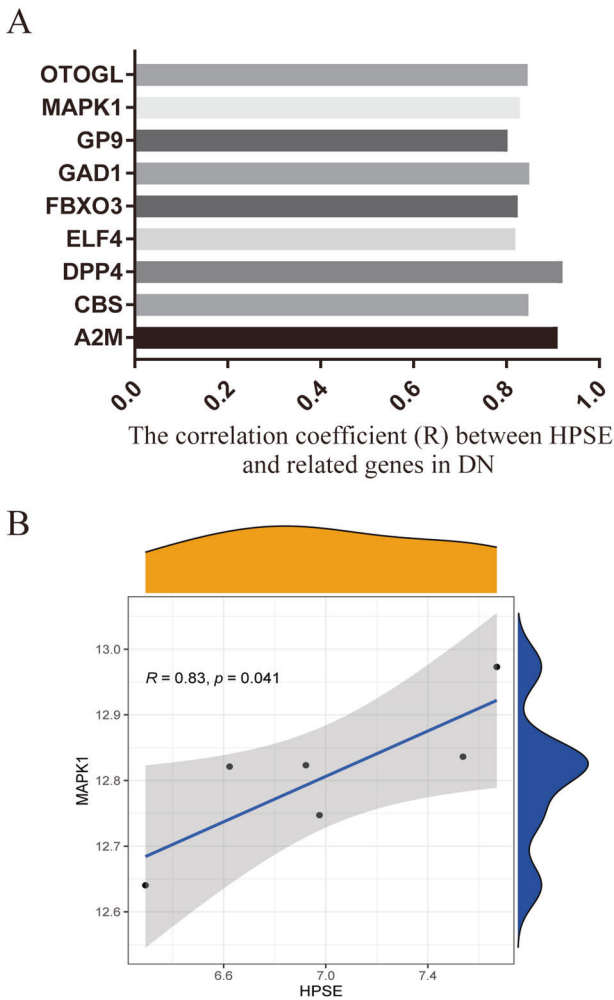 A
OTOGL
MAPK1
GP9
GAD1
FBXO3
ELF4
DPP4
CBS
A2M
0.0 0.2 0.4 0.6 0.8 1.0
The correlation coefficient (R) between HPSE
and related genes in DN
B
13.0
R = 0.83, p = 0.041
12.9
12.8
12.7
12.6
MAPK1
6.6 7.0 7.4
HPSE